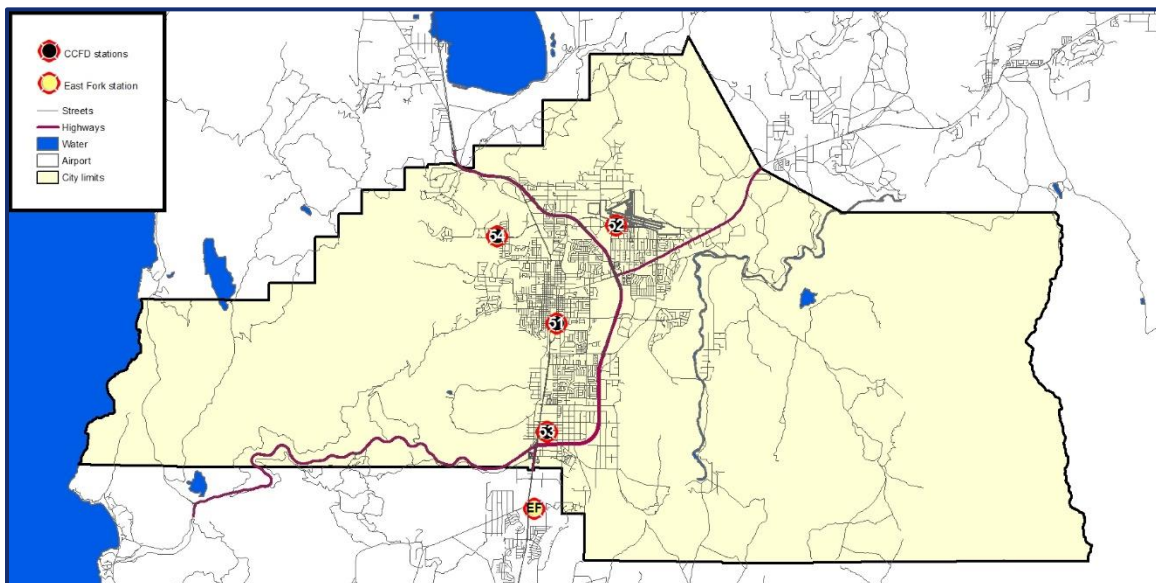 CCFD stations
East Fork station
Streets
Highways
Water
Airport
City limits
54
52
51
53
EF